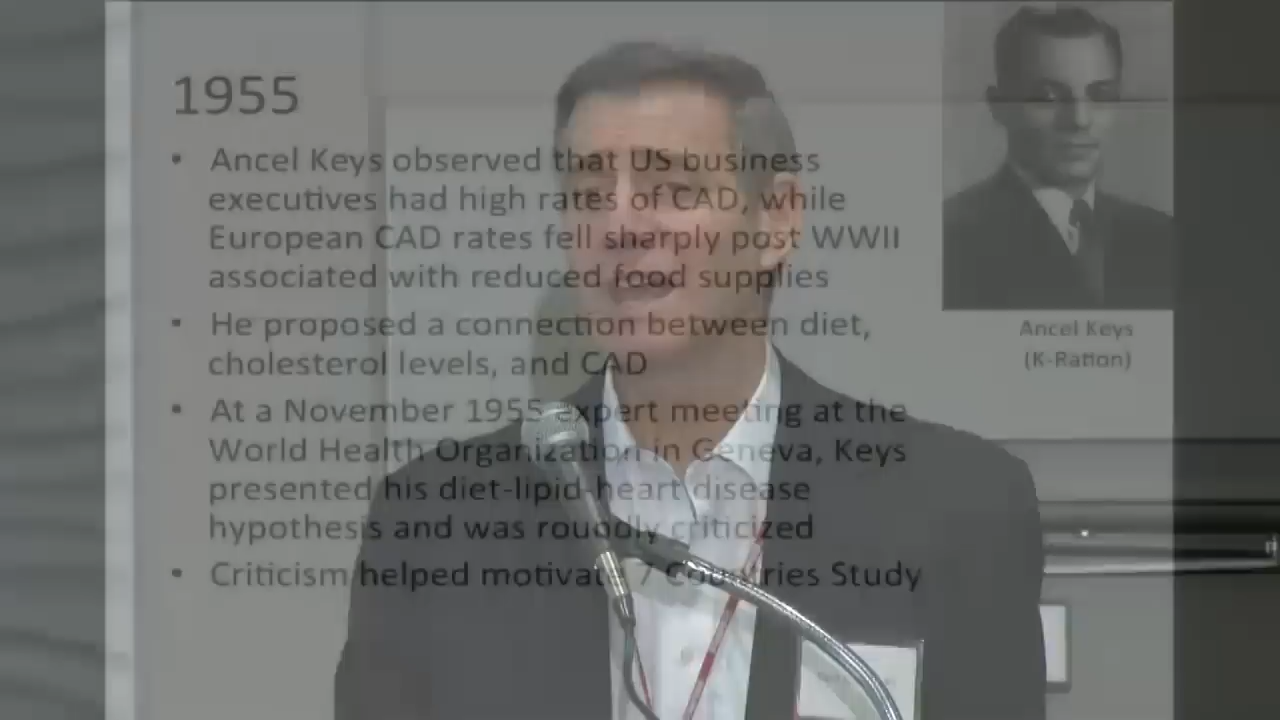 1955
• Ancel Keys observed that US business
executives had high rates of CAD, while
European CAD rates fell sharply post WWII
associated with reduced food supplies
• He proposed a connection between diet,
cholesterol levels, and CAD
• At a November 1955 expert meeting at the
World Health Organization in Geneva, Keys
presented his diet-lipid-heart disease
hypothesis and was roundly criticized
• Criticism helped motivate 7 Countries Study
Ancel Keys
(K-Ration)